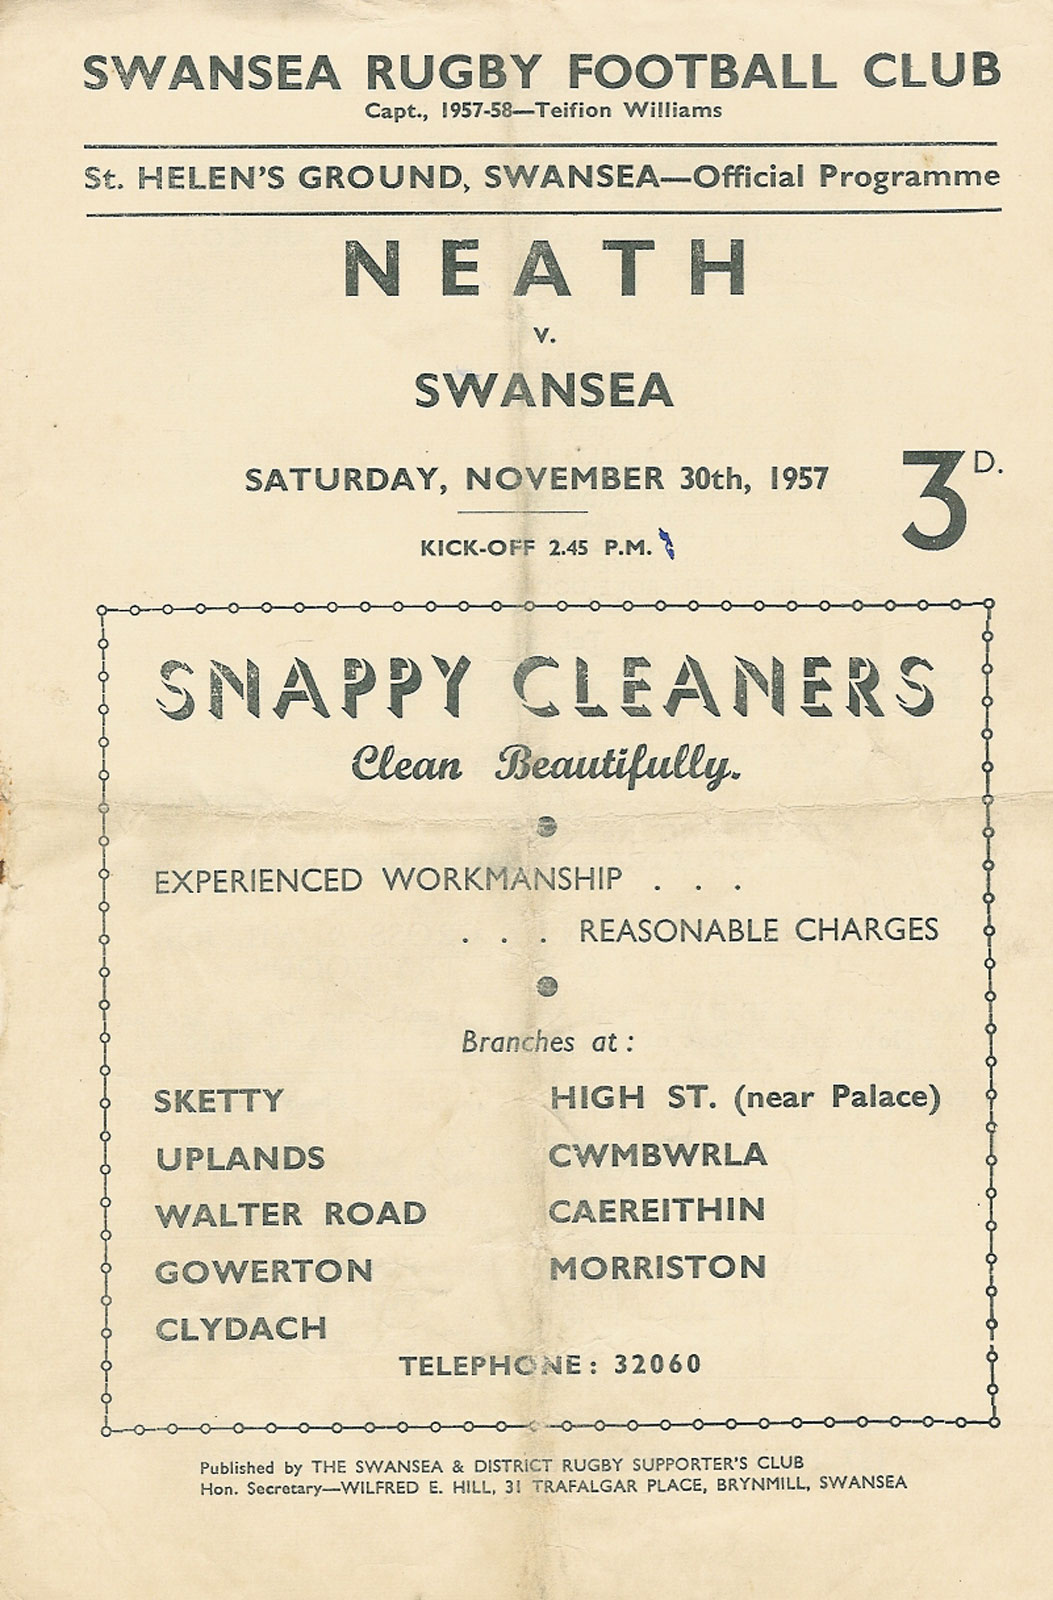 SWANSEA RUGBY FOOTBALL CLUB
Capt., 1957-58—Teifion Williams
St. HELEN'S GROUND, SWANSEA—Official Programme
NEATH
v.
SWANSEA
SATURDAY, NOVEMBER 30th, 1957
3D.
KICK-OFF 2.45 P.M.
SNAPPY CLEANERS
Clean Beautifully.
EXPERIENCED WORKMANSHIP . . .
. . . REASONABLE CHARGES
Branches at :
SKETTY
UPLANDS
WALTER ROAD
GOWERTON
CLYDACH
HIGH ST. (near Palace)
CWMBWRLA
CAEREITHIN
MORRISTON
TELEPHONE: 32060
Published by THE SWANSEA & DISTRICT RUGBY SUPPORTER'S CLUB
Hon. Secretary—WILFRED E. HILL, 31 TRAFALGAR PLACE, BRYNMILL, SWANSEA